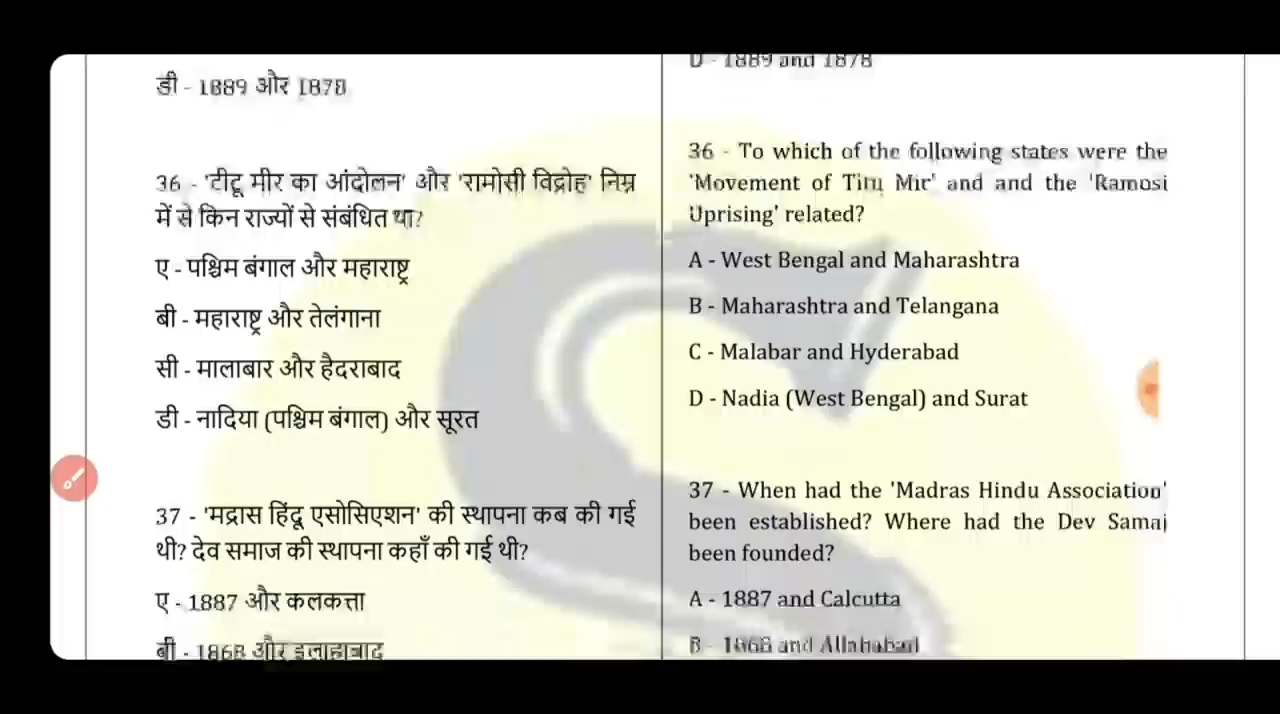 डी - 1889 और 1878
36 - 'टीटू मीर का आंदोलन' और 'रामोसी विद्रोह' निम्न
में से किन राज्यों से संबंधित था?
ए - पश्चिम बंगाल और महाराष्ट्र
बी - महाराष्ट्र और तेलंगाना
सी - मालाबार और हैदराबाद
डी - नादिया (पश्चिम बंगाल) और सूरत
37 - 'मद्रास हिंदू एसोसिएशन' की स्थापना कब की गई
थी? देव समाज की स्थापना कहाँ की गई थी?
ए - 1887 और कलकत्ता
बी - 1868 और इलाहाबाद
D - 1889 and 1878
36 - To which of the following states were the
'Movement of Titu Mir' and and the 'Ramosi
Uprising' related?
A - West Bengal and Maharashtra
B - Maharashtra and Telangana
C - Malabar and Hyderabad
D - Nadia (West Bengal) and Surat
37 - When had the 'Madras Hindu Association'
been established? Where had the Dev Samaj
been founded?
A - 1887 and Calcutta
B - 1868 and Allahabad